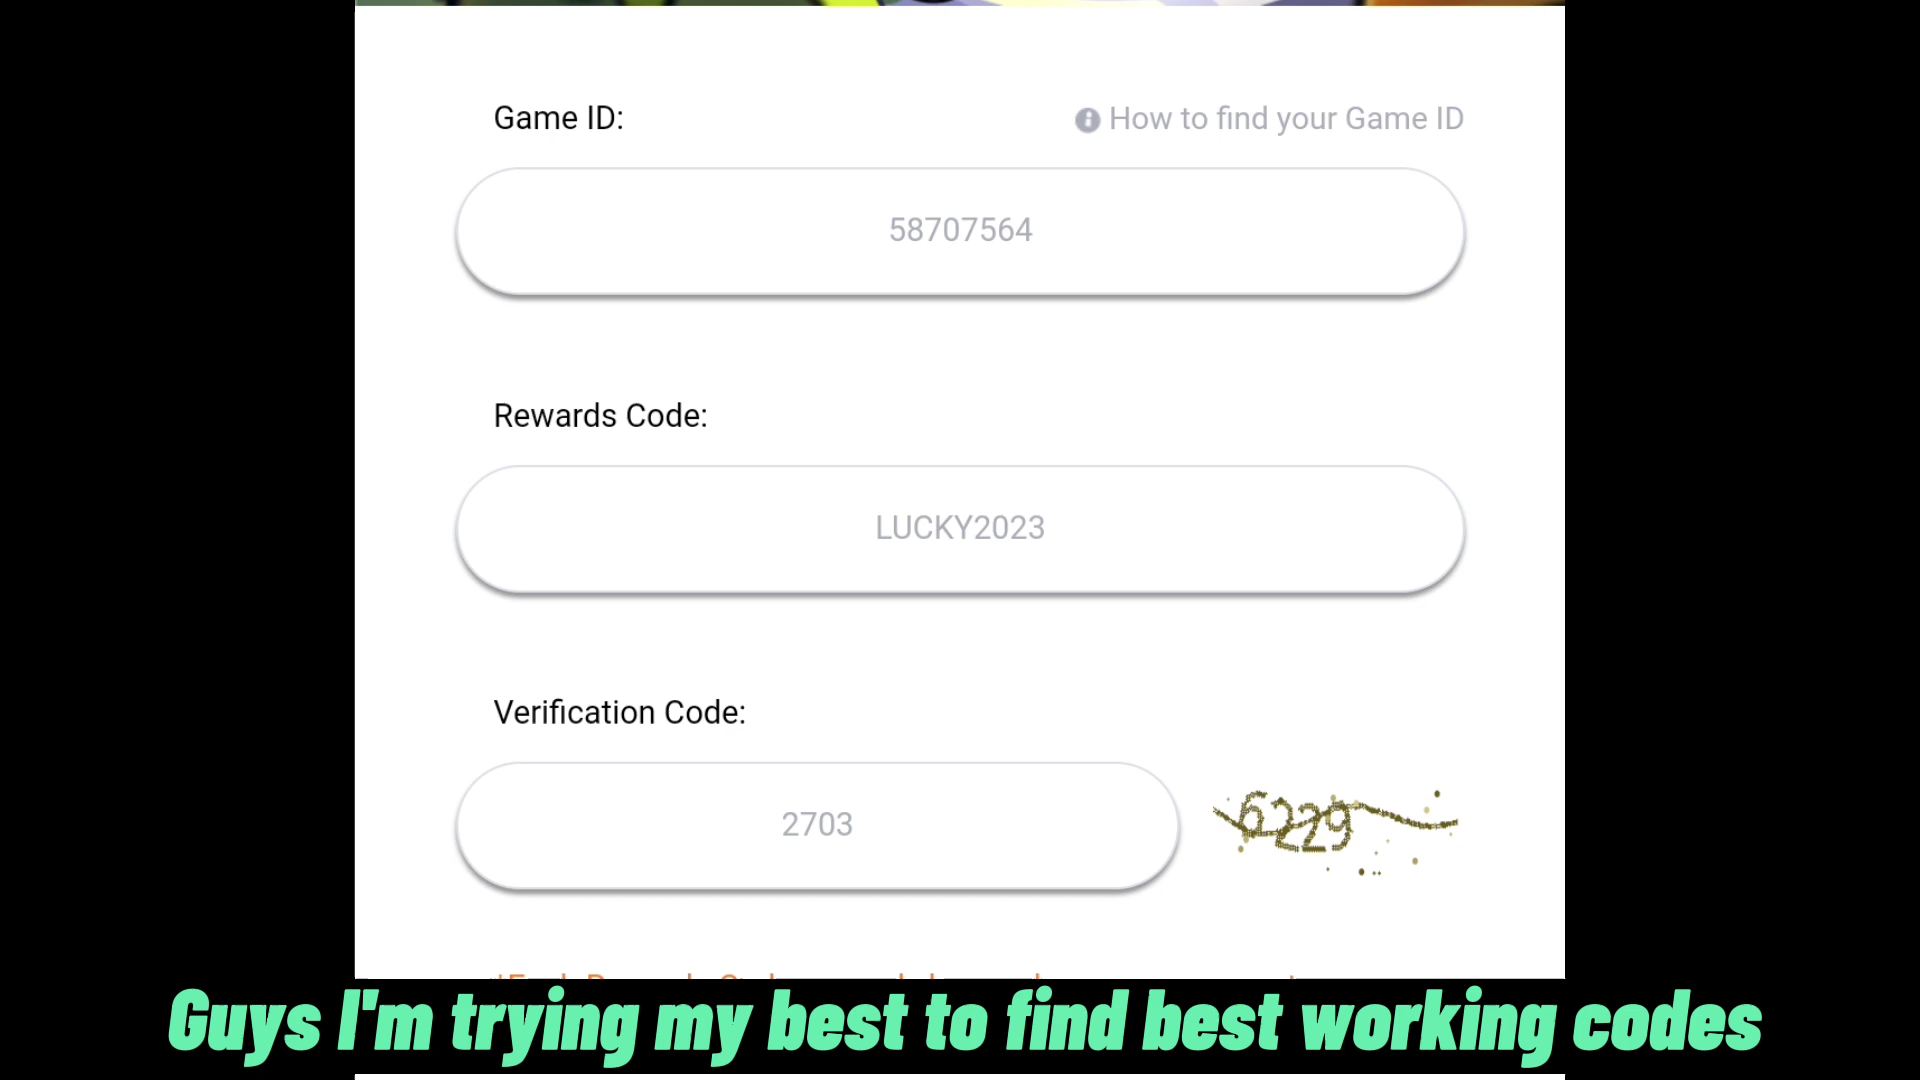 Game ID:
How to find your Game ID
58707564
Rewards Code:
LUCKY2023
Verification Code:
2703
6229
Guys I'm trying my best to find best working codes